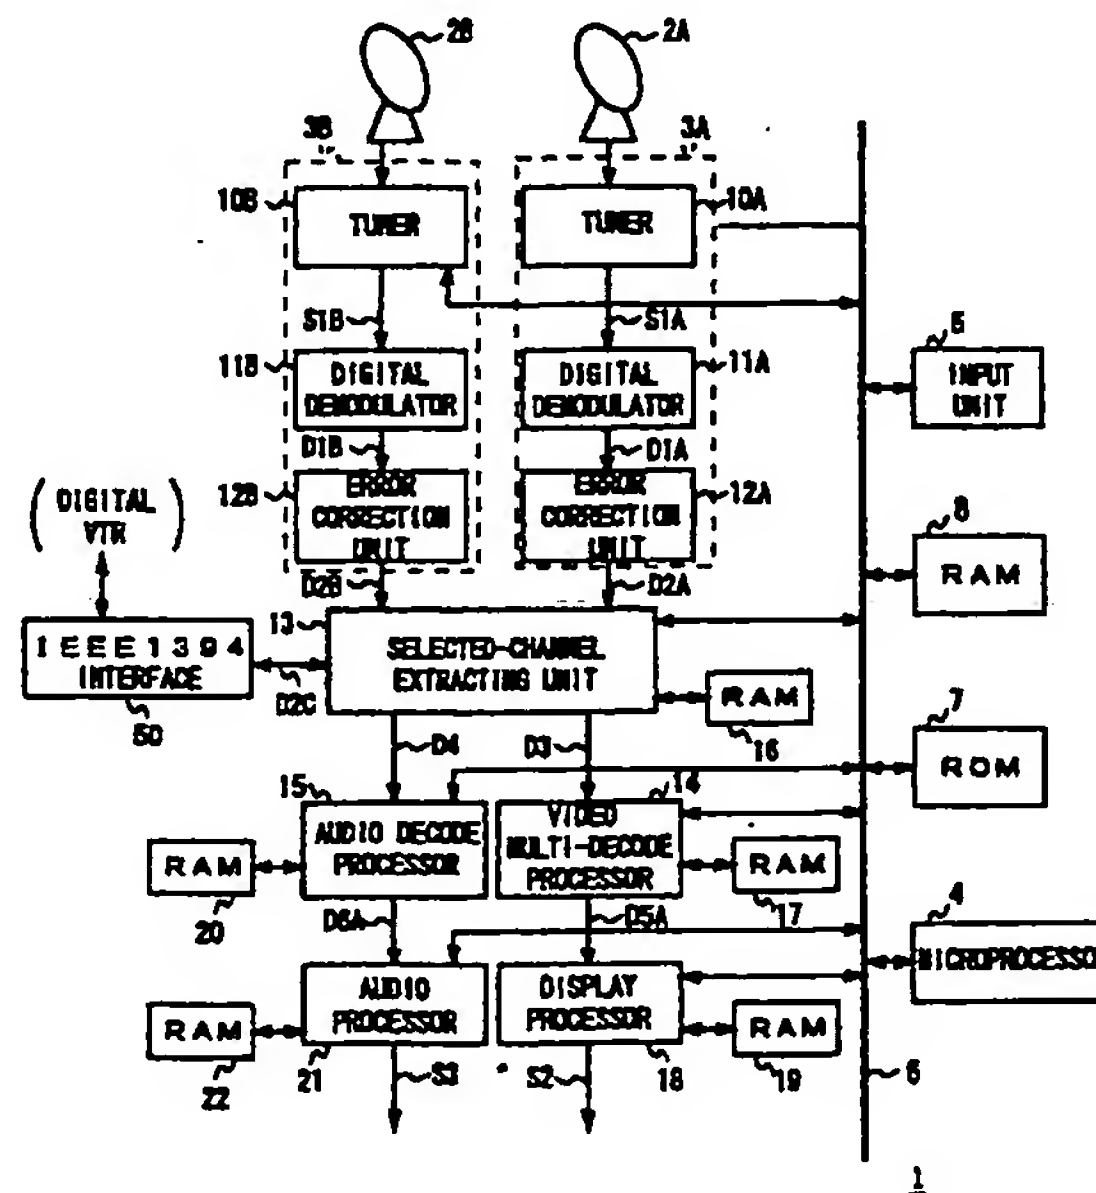 2B
2A
3B
3A
10B
TUNER
TUNER
10A
S1B
S1A
11B
DIGITAL
DEMODULATOR
DIGITAL
DEMODULATOR
11A
INPUT
UNIT
D1B
D1A
12B
ERROR
CORRECTION
UNIT
ERROR
CORRECTION
UNIT
12A
(DIGITAL
VTR)
8
RAM
D2B
D2A
13
SELECTED-CHANNEL
EXTRACTING UNIT
IEEE1394
INTERFACE
D2C
50
RAM
16
7
ROM
D4
D3
15
AUDIO DECODE
PROCESSOR
14
VIDEO
MULTI-DECODE
PROCESSOR
RAM
20
RAM
17
D6A
D5A
4
MICROPROCESSO
AUDIO
PROCESSOR
21
DISPLAY
PROCESSOR
18
RAM
22
RAM
19
S3
S2
1